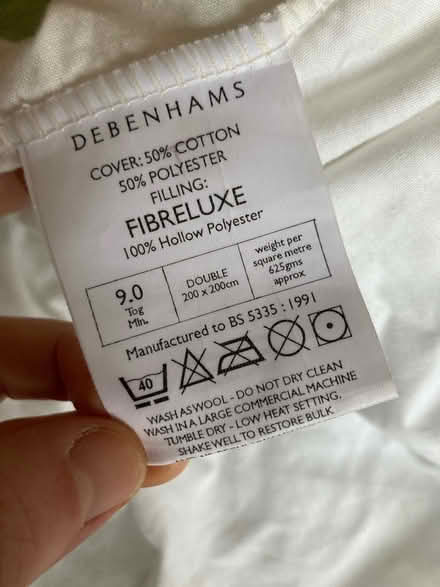 DEBENHAMS
COVER: 50% COTTON
50% POLYESTER
FILLING:
FIBRELUXE
100% Hollow Polyester
9.0
Tog
Min.
DOUBLE
200 x 200cm
weight per
square metre
625gms
approx
Manufactured to BS 5335 : 1991
40
WASH AS WOOL - DO NOT DRY CLEAN
WASH IN A LARGE COMMERCIAL MACHINE
TUMBLE DRY - LOW HEAT SETTING.
SHAKE WELL TO RESTORE BULK